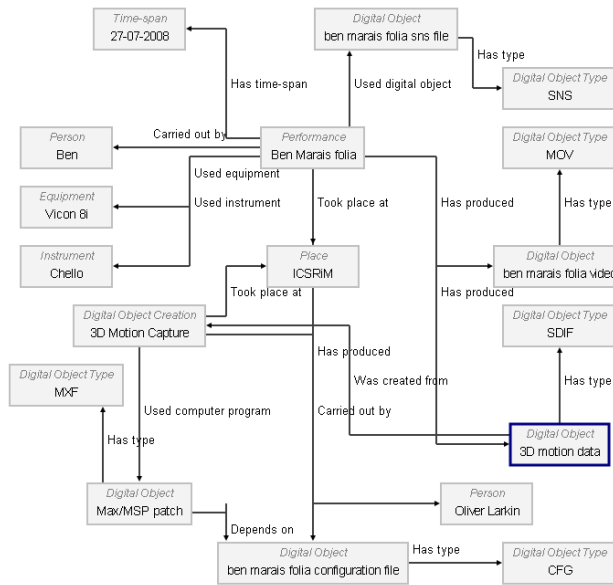 Time-span
27-07-2008
Digital Object
ben marais folia sns file
Has type
Digital Object Type
SNS
Has time-span
Used digital object
Person
Ben
Carried out by
Performance
Ben Marais folia
Digital Object Type
MOV
Used equipment
Equipment
Vicon 8i
Used instrument
Took place at
Has produced
Has type
Instrument
Chello
Place
ICSRiM
Digital Object
ben marais folia video
Took place at
Has produced
Digital Object Creation
3D Motion Capture
Digital Object Type
SDIF
Has produced
Digital Object Type
MXF
Was created from
Has type
Used computer program
Carried out by
Has type
Digital Object
3D motion data
Digital Object
Max/MSP patch
Person
Oliver Larkin
Depends on
Digital Object
ben marais folia configuration file
Has type
Digital Object Type
CFG